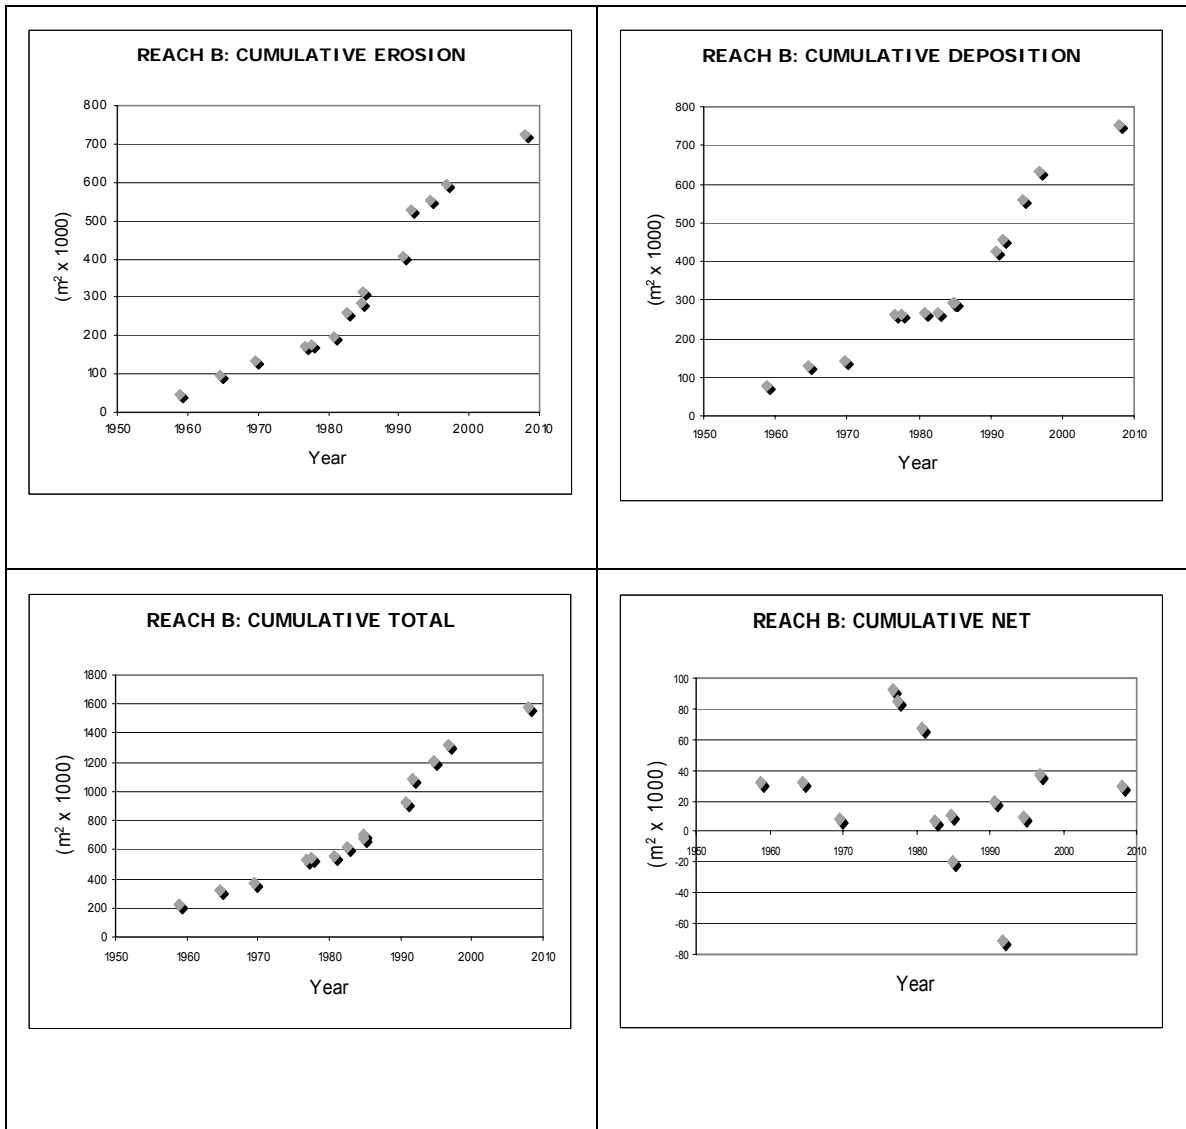 REACH B: CUMULATIVE EROSION
800
700
600
500
400
300
200
100
0
(m² x 1000)
1950 1960 1970 1980 1990 2000 2010
Year
REACH B: CUMULATIVE DEPOSITION
800
700
600
500
400
300
200
100
0
(m² x 1000)
1950 1960 1970 1980 1990 2000 2010
Year
REACH B: CUMULATIVE TOTAL
1800
1600
1400
1200
1000
800
600
400
200
0
(m² x 1000)
1950 1960 1970 1980 1990 2000 2010
Year
REACH B: CUMULATIVE NET
100
80
60
40
20
0
-20
-40
-60
-80
(m² x 1000)
1950 1960 1970 1980 1990 2000 2010
Year